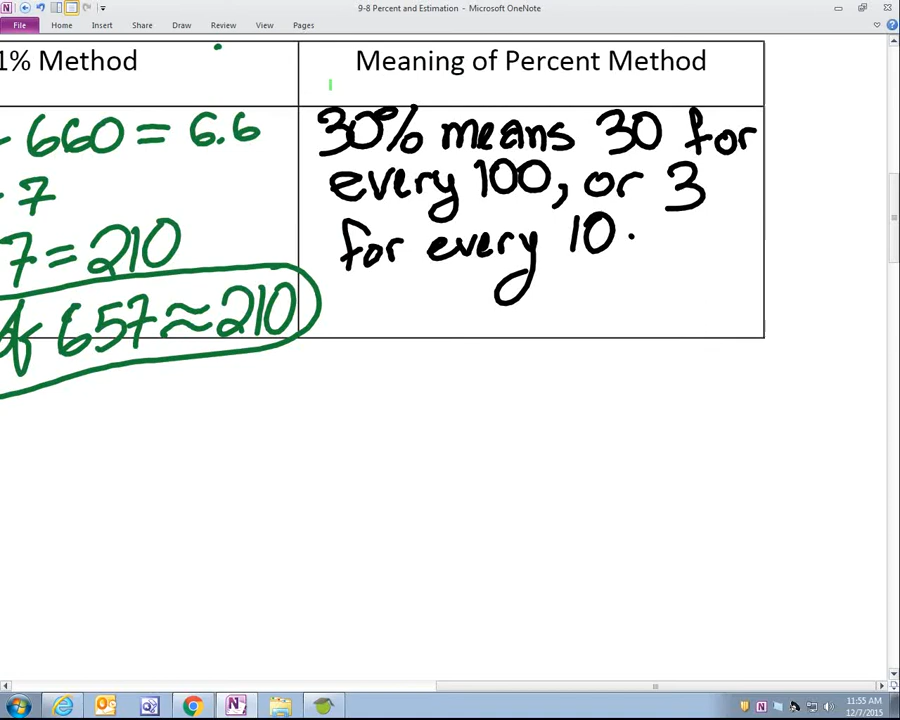 9-8 Percent and Estimation - Microsoft OneNote
File Home Insert Share Draw Review View Pages
1% Method
660 = 6.6
7
7 = 210
of 657 ≈ 210
Meaning of Percent Method
30% means 30 for
every 100, or 3
for every 10.
11:55 AM
12/7/2015